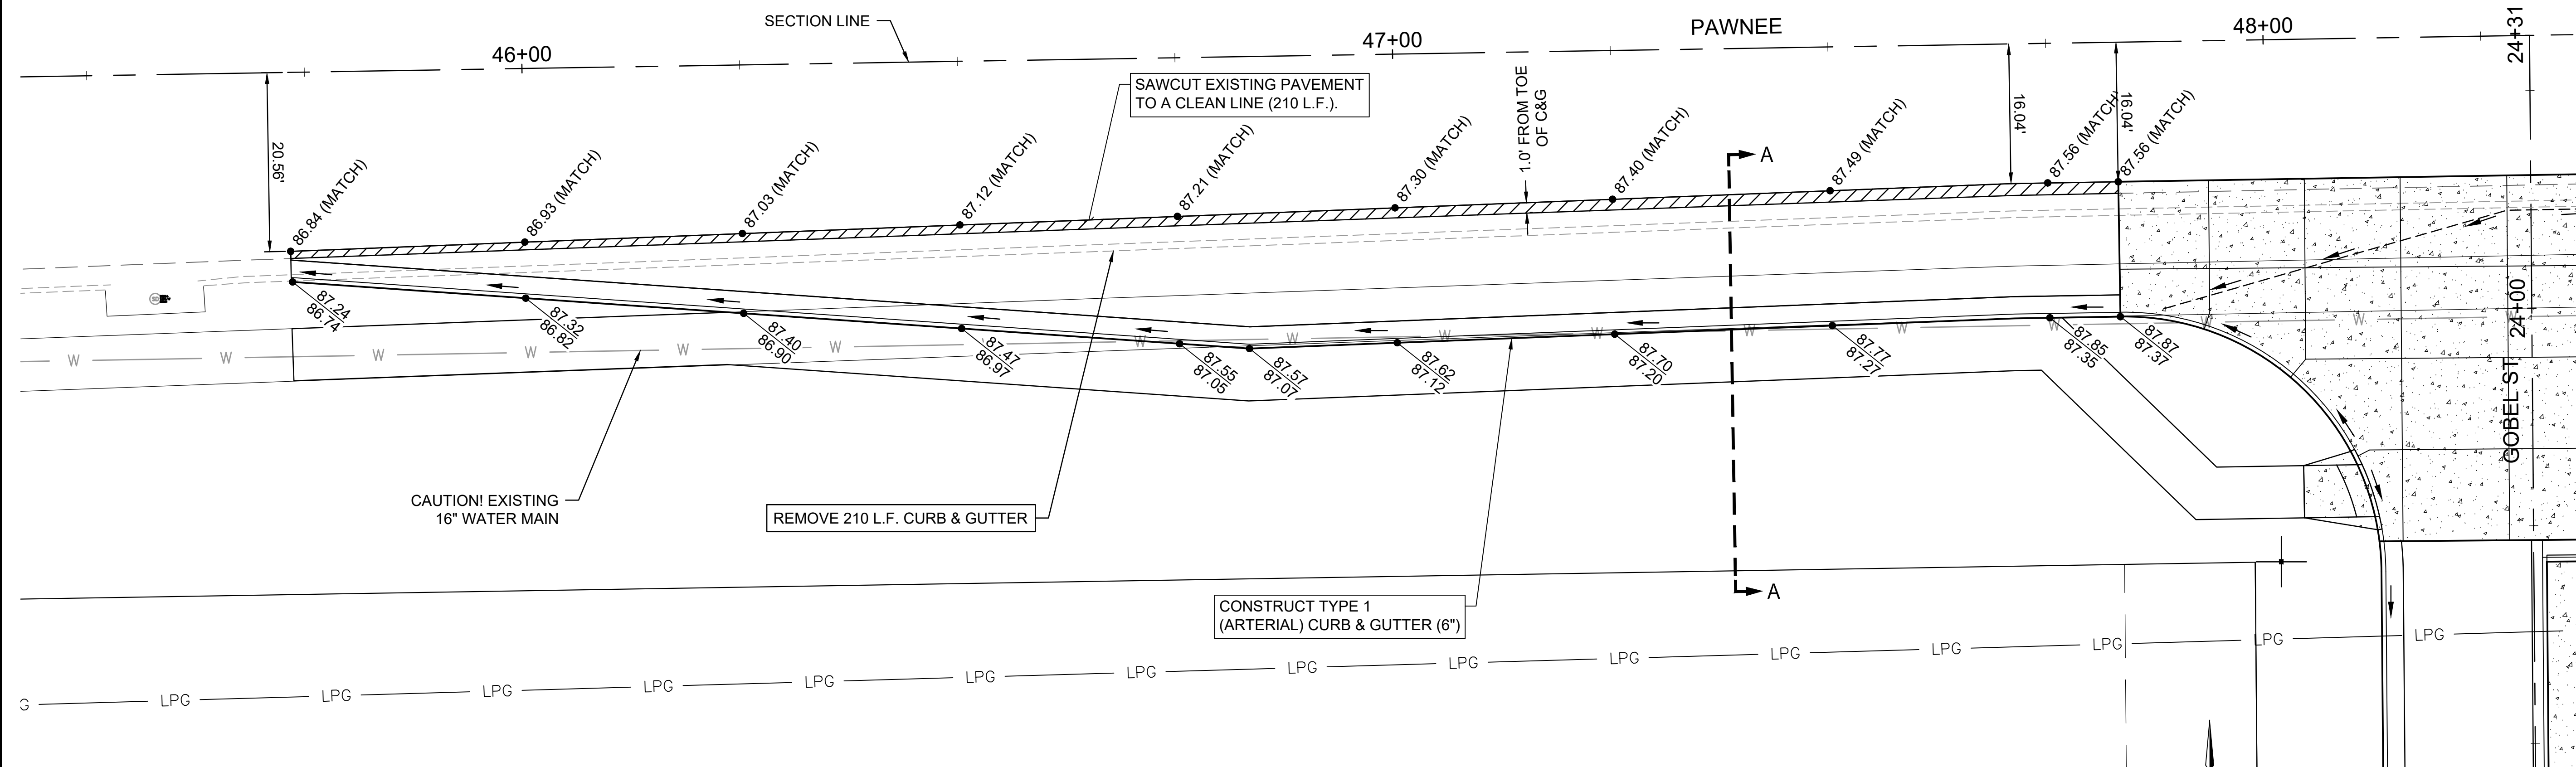 SECTION LINE
46+00
47+00
PAWNEE
48+00
24+31
SAWCUT EXISTING PAVEMENT
TO A CLEAN LINE (210 L.F.).
1.0' FROM TOE
OF C&G
20.56'
16.04'
16.04'
86.84 (MATCH)
86.93 (MATCH)
87.03 (MATCH)
87.12 (MATCH)
87.21 (MATCH)
87.30 (MATCH)
87.40 (MATCH)
87.49 (MATCH)
87.56 (MATCH)
87.56 (MATCH)
A
SD
87.24
86.74
87.32
86.82
87.40
86.90
87.47
86.97
87.55
87.05
87.57
87.07
87.62
87.12
87.70
87.20
87.77
87.27
87.85
87.35
87.87
87.37
W W W W W W W W W W W W W W W W
GOBEL ST.
24+00
CAUTION! EXISTING
16" WATER MAIN
REMOVE 210 L.F. CURB & GUTTER
CONSTRUCT TYPE 1
(ARTERIAL) CURB & GUTTER (6")
A
G LPG LPG LPG LPG LPG LPG LPG LPG LPG LPG LPG LPG LPG LPG LPG